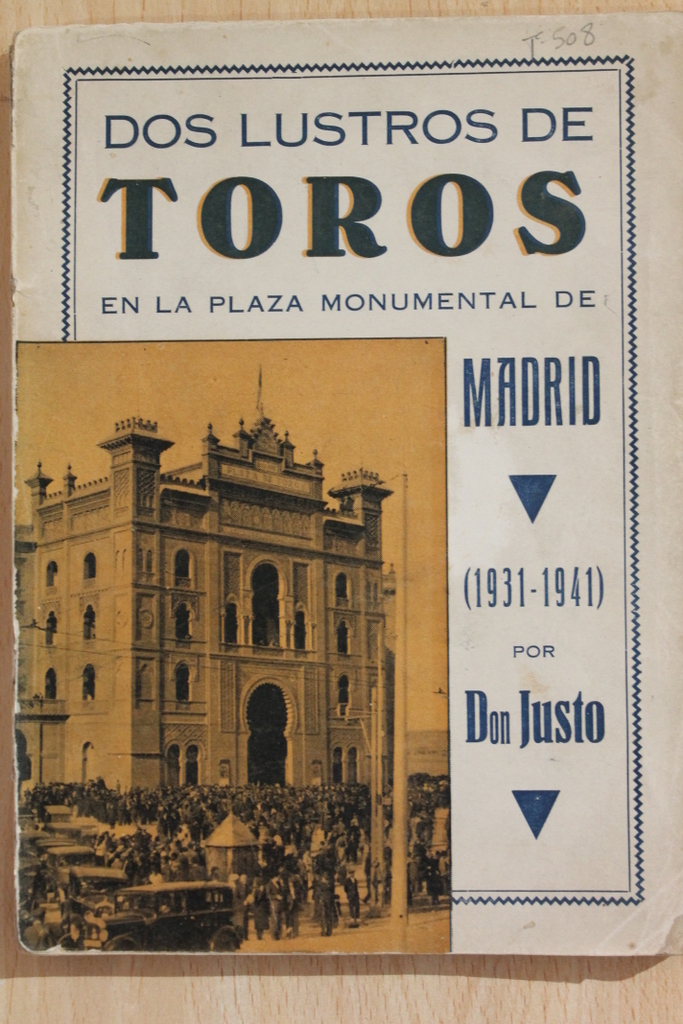 T-508
DOS LUSTROS DE
TOROS
EN LA PLAZA MONUMENTAL DE
MADRID
(1931-1941)
POR
Don Justo